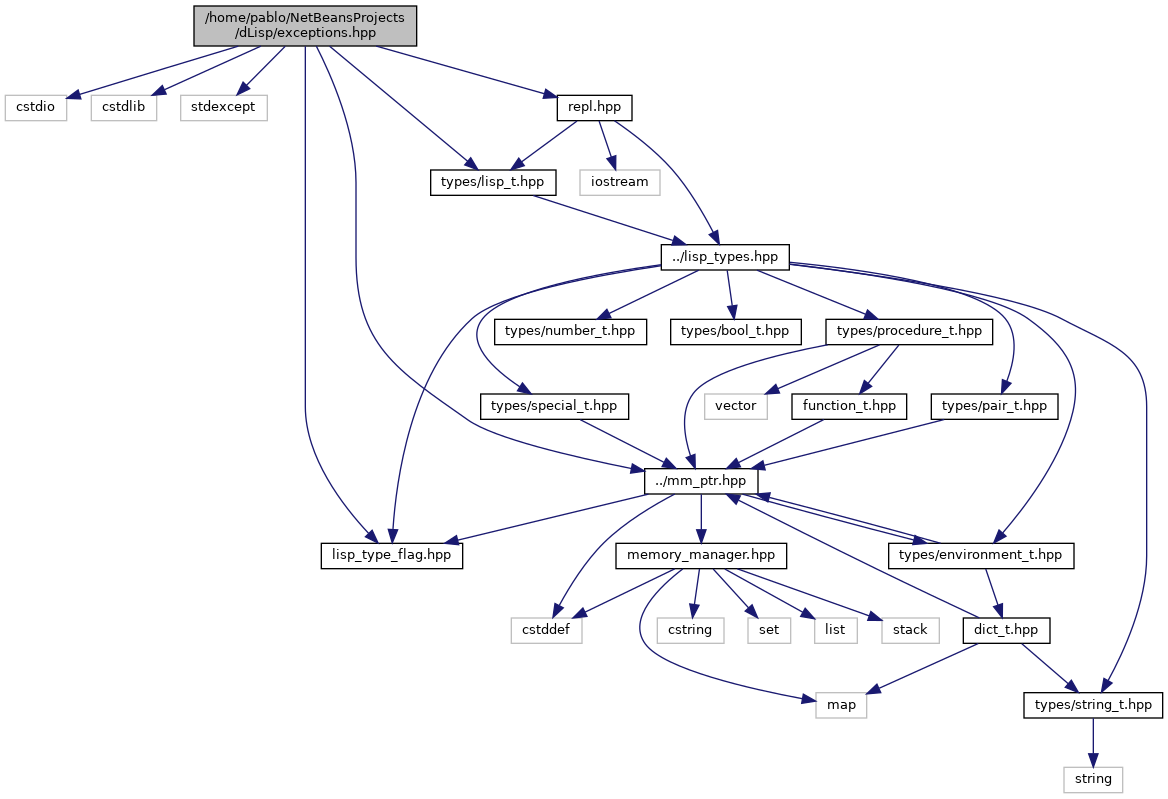 /home/pablo/NetBeansProjects
/dLisp/exceptions.hpp
cstdio
cstdlib
stdexcept
repl.hpp
types/lisp_t.hpp
iostream
../lisp_types.hpp
types/number_t.hpp
types/bool_t.hpp
types/procedure_t.hpp
types/special_t.hpp
vector
function_t.hpp
types/pair_t.hpp
../mm_ptr.hpp
lisp_type_flag.hpp
memory_manager.hpp
types/environment_t.hpp
cstddef
cstring
set
list
stack
dict_t.hpp
map
types/string_t.hpp
string